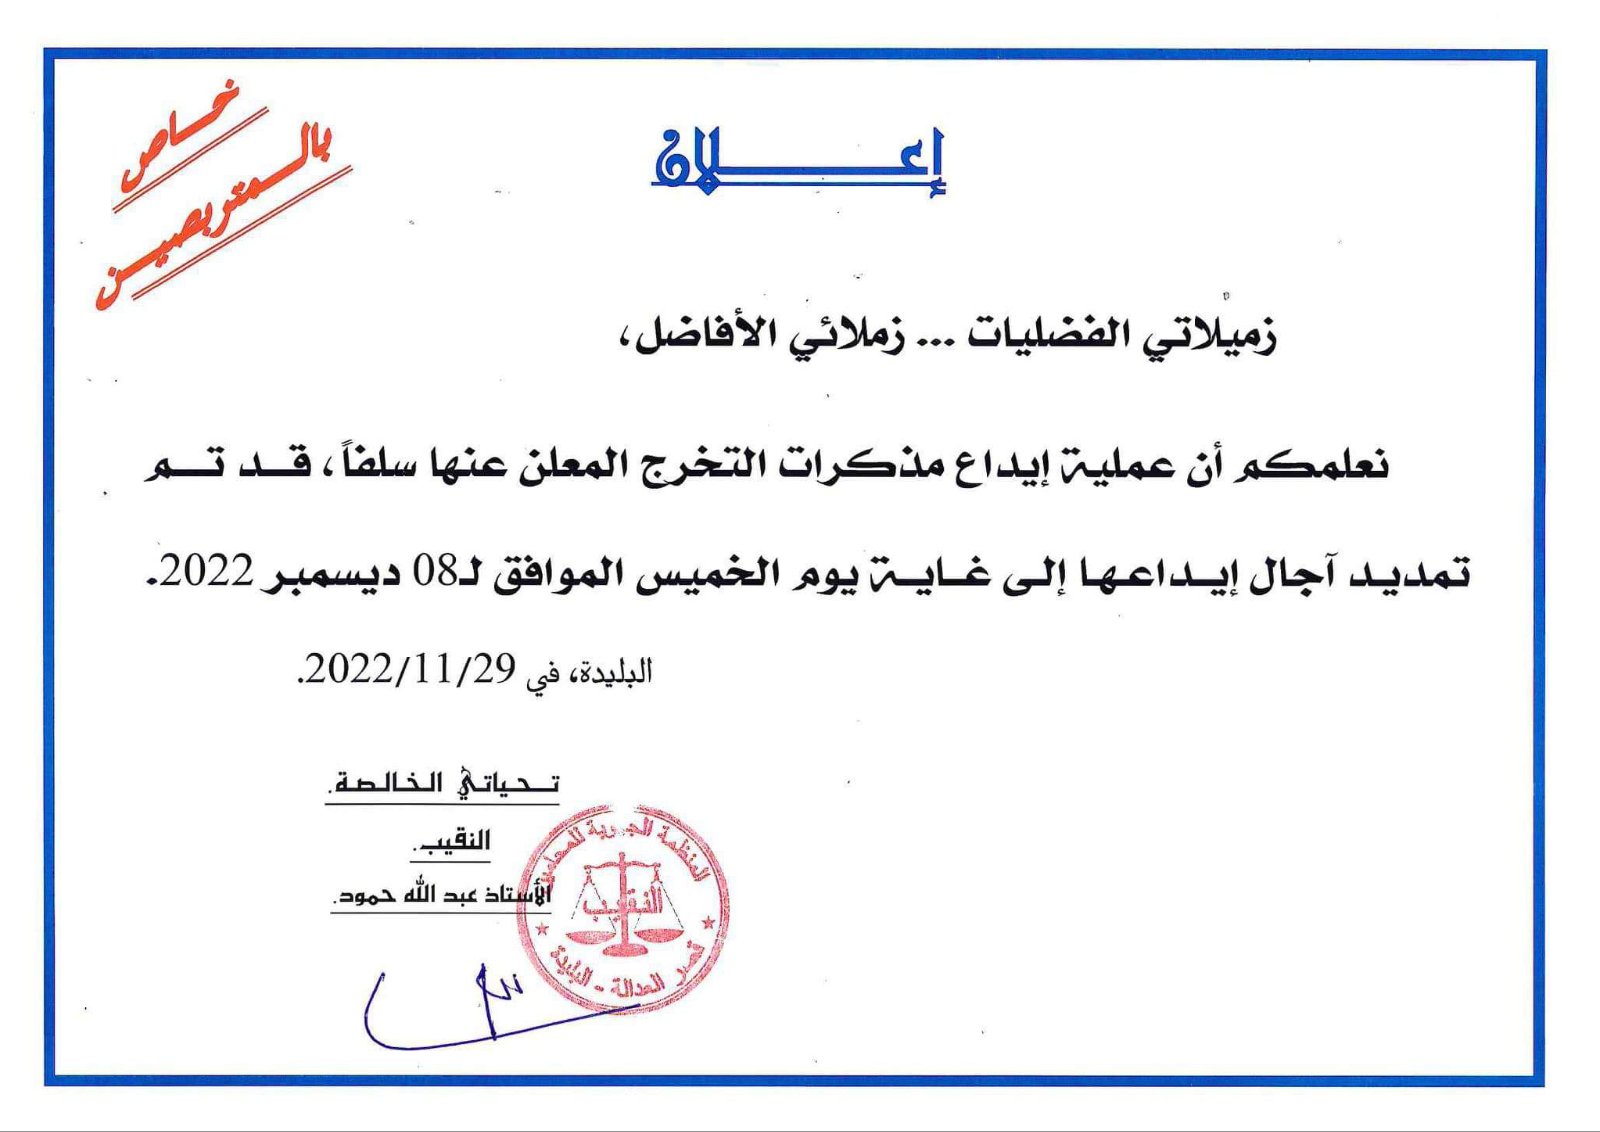 خاص
بالمتربصين
إعلان
زميلاتي الفضليات ... زملائي الأفاضل،
نعلمكم أن عملية إيداع مذكرات التخرج المعلن عنها سلفاً، قد تم
تمديد آجال إيداعها إلى غاية يوم الخميس الموافق لـ08 ديسمبر 2022.
البليدة، في 2022/11/29.
تحياتي الخالصة.
النقيب.
الأستاذ عبد الله حمود.
المنظمة الجهوية للمحامين
النقيب
قصر العدالة - البليدة